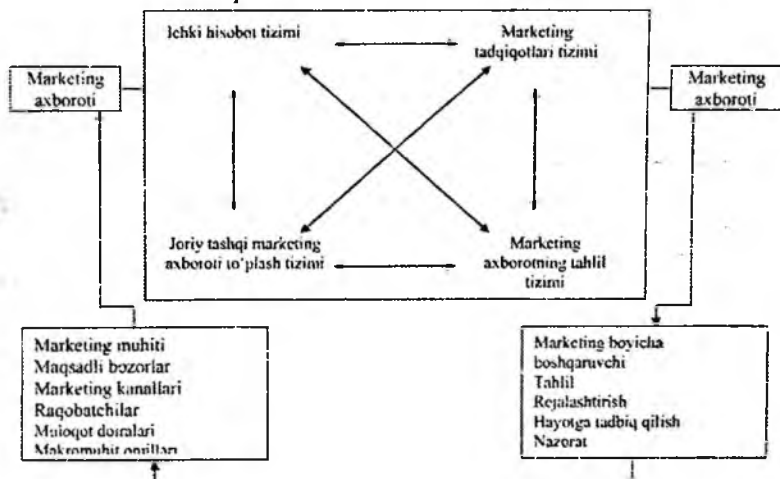 Ichki hisobot tizimi
Marketing
tadqiqotlari tizimi
Marketing
axboroti
Marketing
axboroti
Joriy tashqi marketing
axboroti to'plash tizimi
Marketing
axborotning tahlil
tizimi
Marketing muhiti
Maqsadli bozorlar
Marketing kanallari
Raqobatchilar
Muloqot doiralari
Makromuhit omillari
Marketing boyicha
boshqaruvchi
Tahlil
Rejalashtirish
Hayotga tadbiq qilish
Nazorat